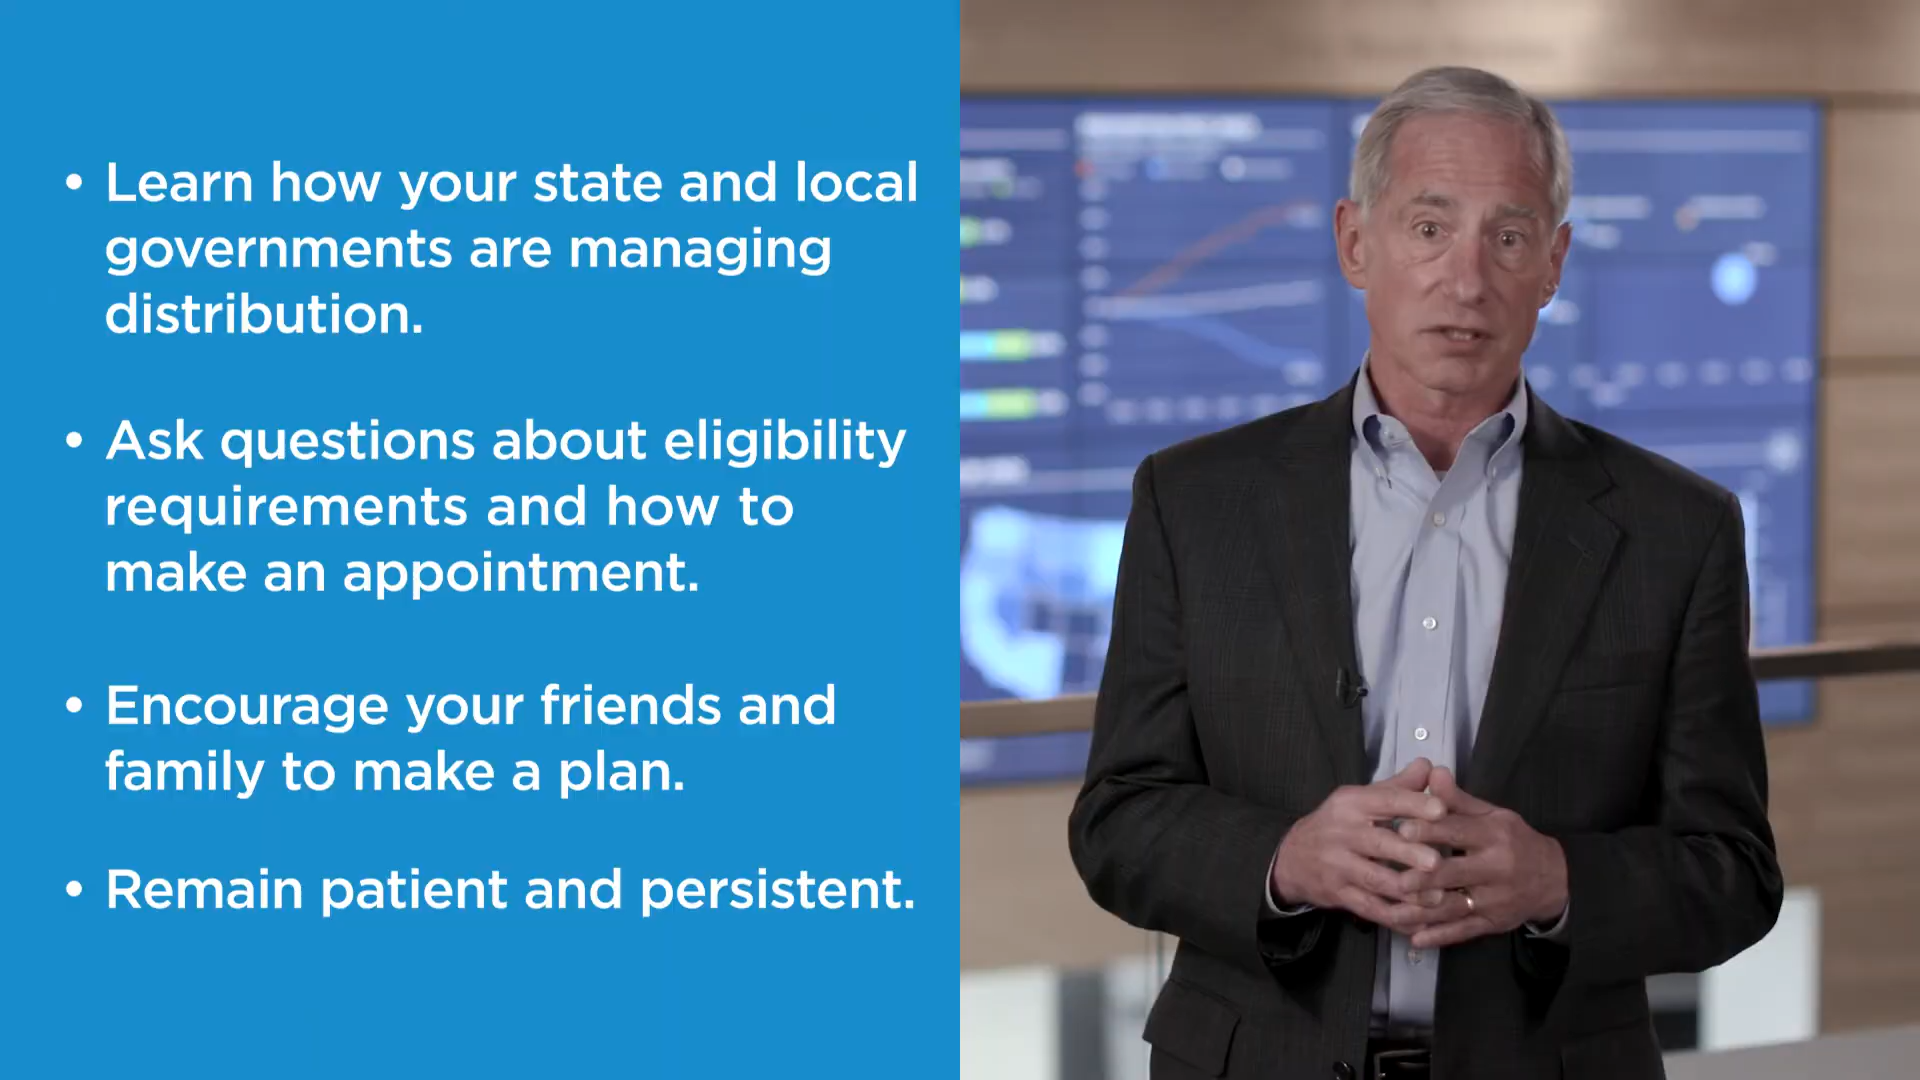 • Learn how your state and local
governments are managing
distribution.
• Ask questions about eligibility
requirements and how to
make an appointment.
• Encourage your friends and
family to make a plan.
• Remain patient and persistent.